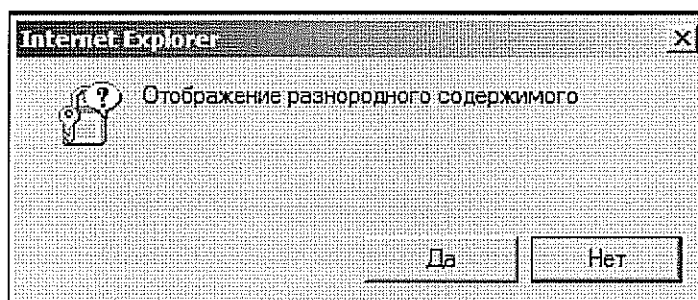 Internet Explorer
Отображение разнородного содержимого
Да
Нет